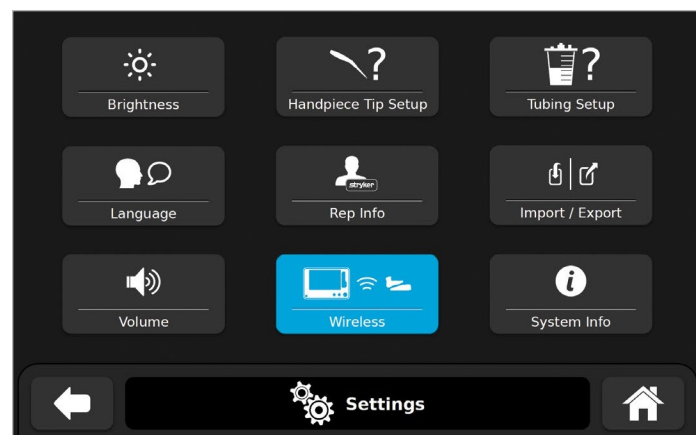 ?
Brightness
Handpiece Tip Setup
?
Tubing Setup
Language
stryker
Rep Info
Import / Export
Volume
Wireless
i
System Info
Settings